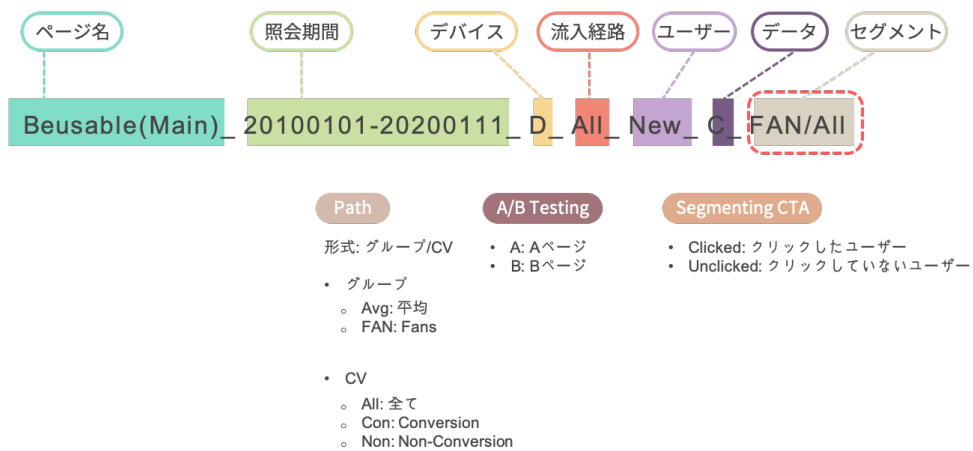 ページ名 照会期間 デバイス 流入経路 ユーザー データ セグメント
Beusable(Main)_ 20100101-20200111_ D_ All_ New_ C_ FAN/All
Path
形式: グループ/CV
• グループ
○ Avg: 平均
○ FAN: Fans
• CV
○ All: 全て
○ Con: Conversion
○ Non: Non-Conversion
A/B Testing
• A: Aページ
• B: Bページ
Segmenting CTA
• Clicked: クリックしたユーザー
• Unclicked: クリックしていないユーザー